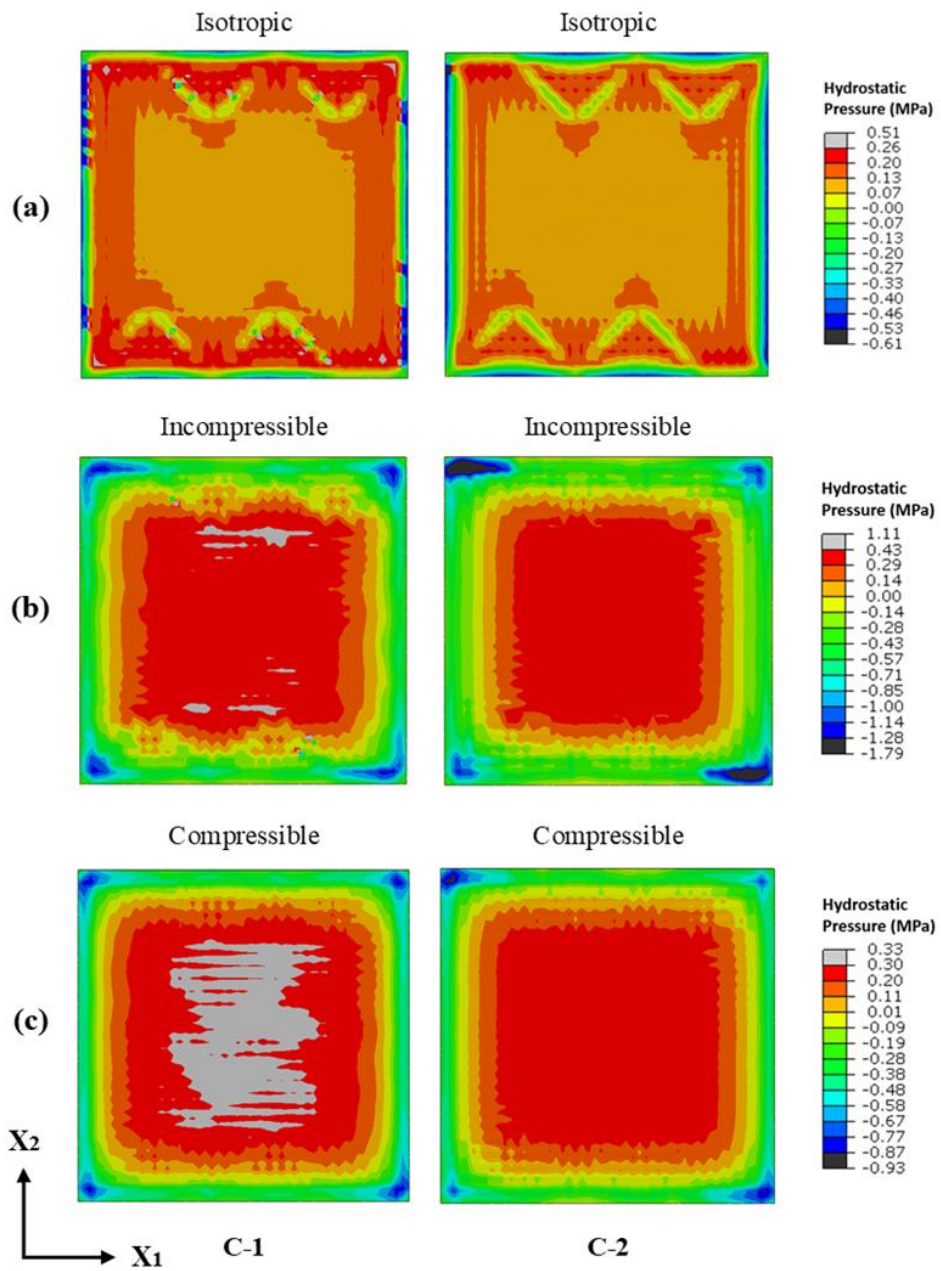 Isotropic
Isotropic
Hydrostatic
Pressure (MPa)
0.51
0.26
0.20
0.13
0.07
-0.00
-0.07
-0.13
-0.20
-0.27
-0.33
-0.40
-0.46
-0.53
-0.61
(a)
Incompressible
Incompressible
Hydrostatic
Pressure (MPa)
1.11
0.43
0.29
0.14
0.00
-0.14
-0.28
-0.43
-0.57
-0.71
-0.85
-1.00
-1.14
-1.28
-1.79
(b)
Compressible
Compressible
Hydrostatic
Pressure (MPa)
0.33
0.30
0.20
0.11
0.01
-0.09
-0.19
-0.28
-0.38
-0.48
-0.58
-0.67
-0.77
-0.87
-0.93
(c)
X2
X1
C-1
C-2